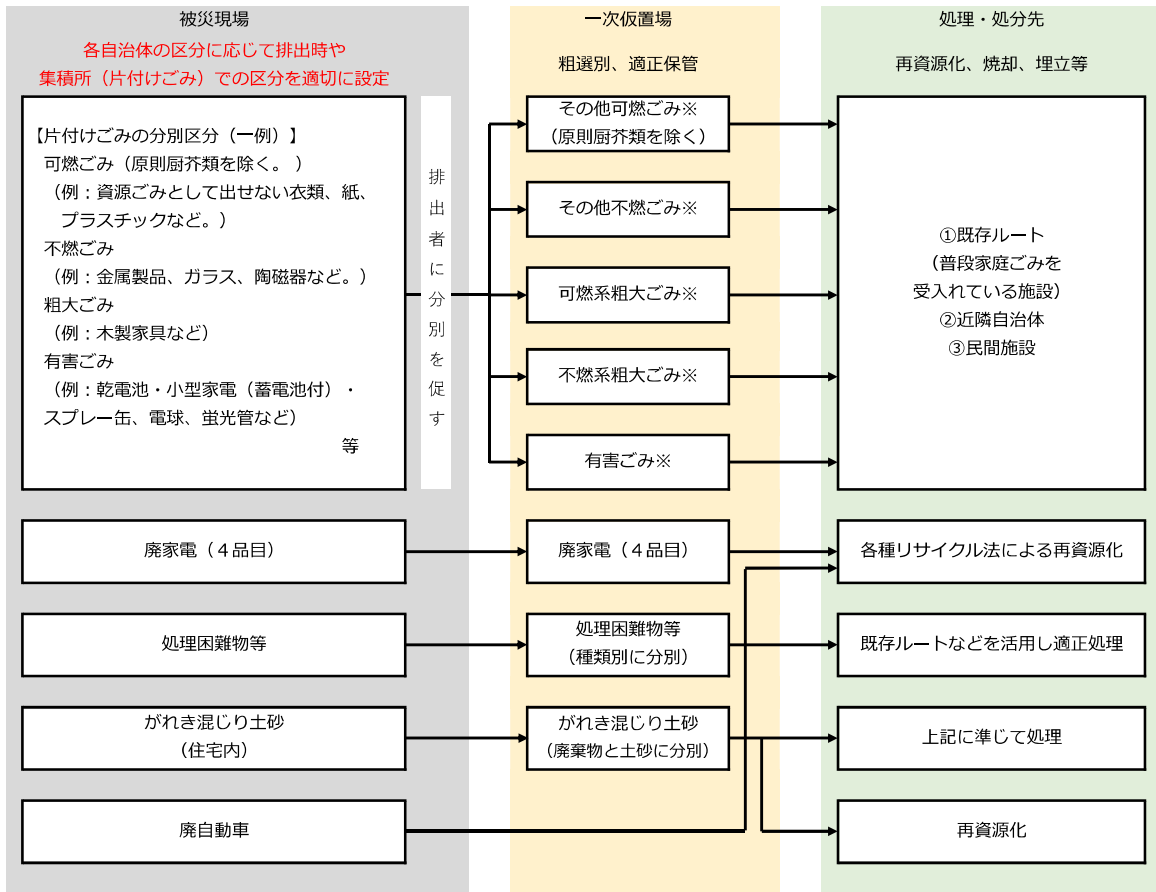 被災現場
各自治体の区分に応じて排出時や
集積所（片付けごみ）での区分を適切に設定
【片付けごみの分別区分（一例）】
可燃ごみ（原則厨芥類を除く。）
（例：資源ごみとして出せない衣類、紙、
プラスチックなど。）
不燃ごみ
（例：金属製品、ガラス、陶磁器など。）
粗大ごみ
（例：木製家具など）
有害ごみ
（例：乾電池・小型家電（蓄電池付）・
スプレー缶、電球、蛍光管など）
等
排出者に分別を促す
廃家電（４品目）
処理困難物等
がれき混じり土砂
（住宅内）
廃自動車
一次仮置場
粗選別、適正保管
その他可燃ごみ※
（原則厨芥類を除く）
その他不燃ごみ※
可燃系粗大ごみ※
不燃系粗大ごみ※
有害ごみ※
廃家電（４品目）
処理困難物等
（種類別に分別）
がれき混じり土砂
（廃棄物と土砂に分別）
処理・処分先
再資源化、焼却、埋立等
①既存ルート
（普段家庭ごみを
受入れている施設）
②近隣自治体
③民間施設
各種リサイクル法による再資源化
既存ルートなどを活用し適正処理
上記に準じて処理
再資源化